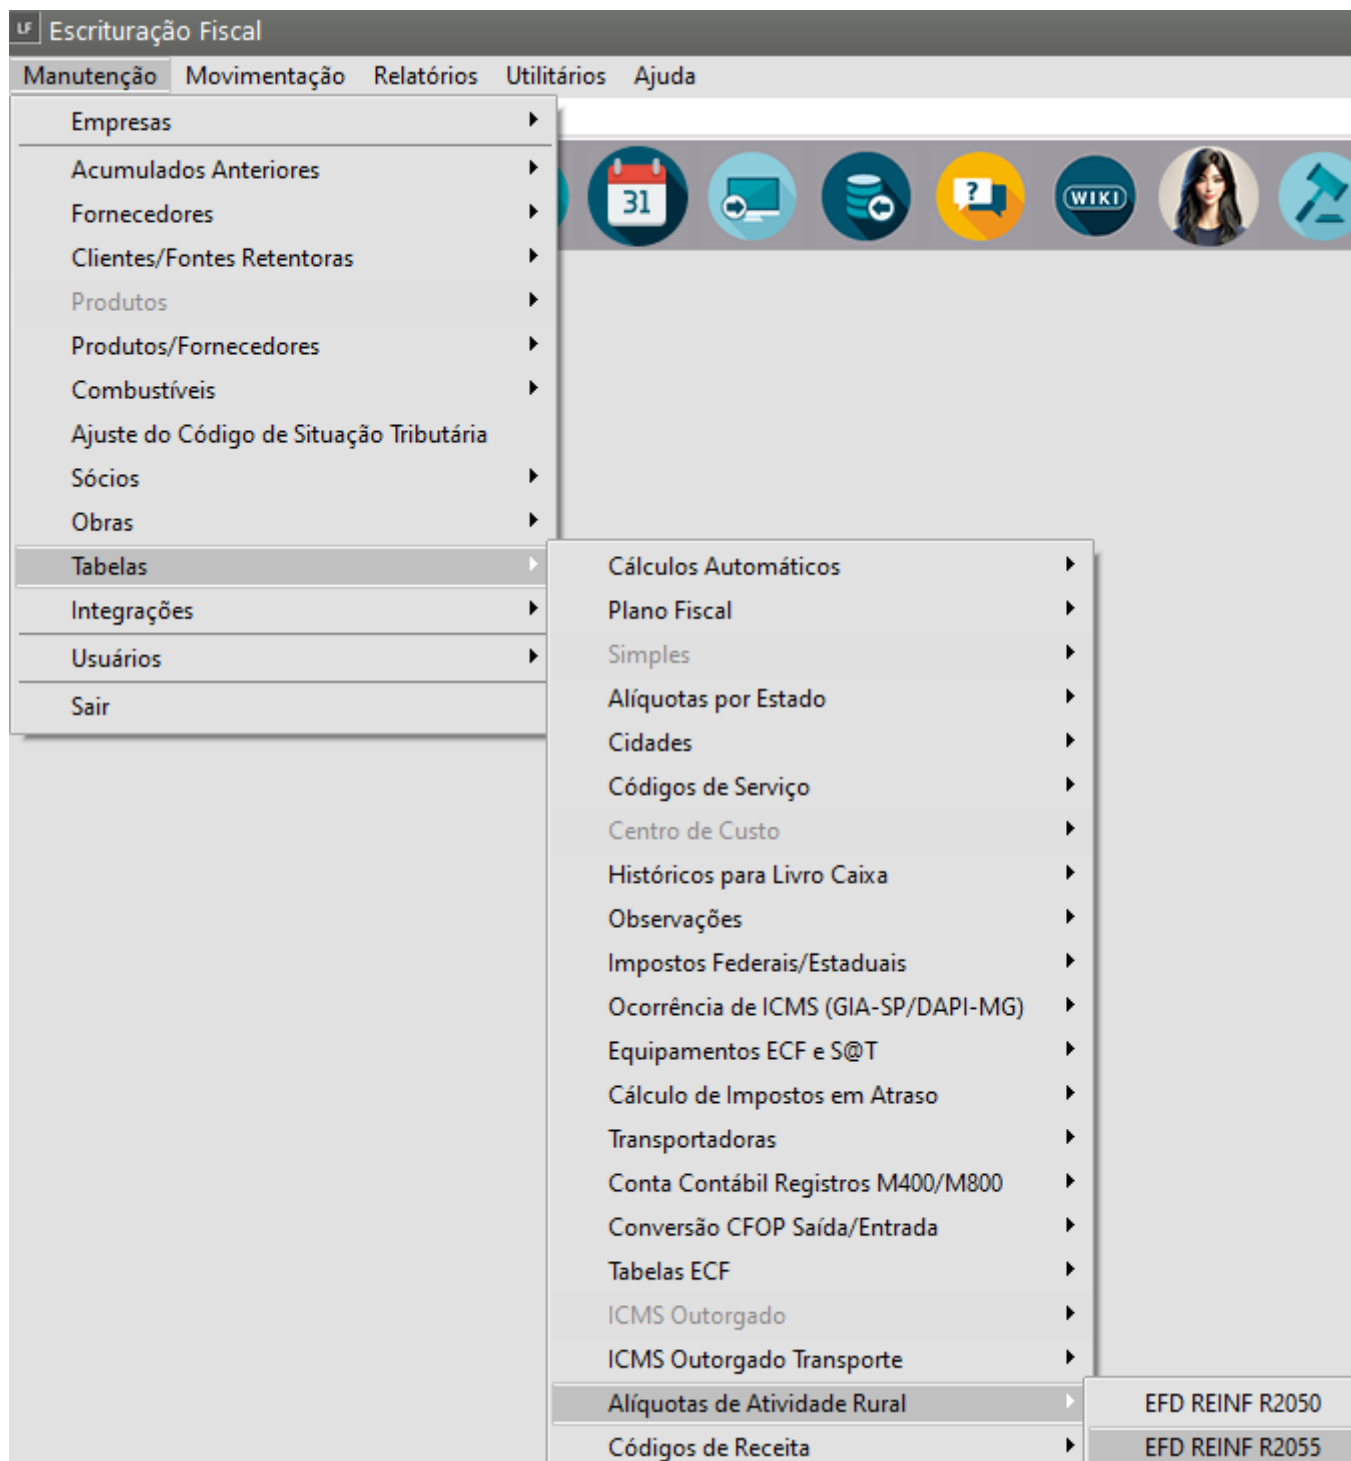 LF Escrituração Fiscal
Manutenção Movimentação Relatórios Utilitários Ajuda
Empresas
Acumulados Anteriores
Fornecedores
Clientes/Fontes Retentoras
Produtos
Produtos/Fornecedores
Combustíveis
Ajuste do Código de Situação Tributária
Sócios
Obras
Tabelas
Integrações
Usuários
Sair
31
?
WIKI
Cálculos Automáticos
Plano Fiscal
Simples
Alíquotas por Estado
Cidades
Códigos de Serviço
Centro de Custo
Históricos para Livro Caixa
Observações
Impostos Federais/Estaduais
Ocorrência de ICMS (GIA-SP/DAPI-MG)
Equipamentos ECF e S@T
Cálculo de Impostos em Atraso
Transportadoras
Conta Contábil Registros M400/M800
Conversão CFOP Saída/Entrada
Tabelas ECF
ICMS Outorgado
ICMS Outorgado Transporte
Alíquotas de Atividade Rural
Códigos de Receita
EFD REINF R2050
EFD REINF R2055